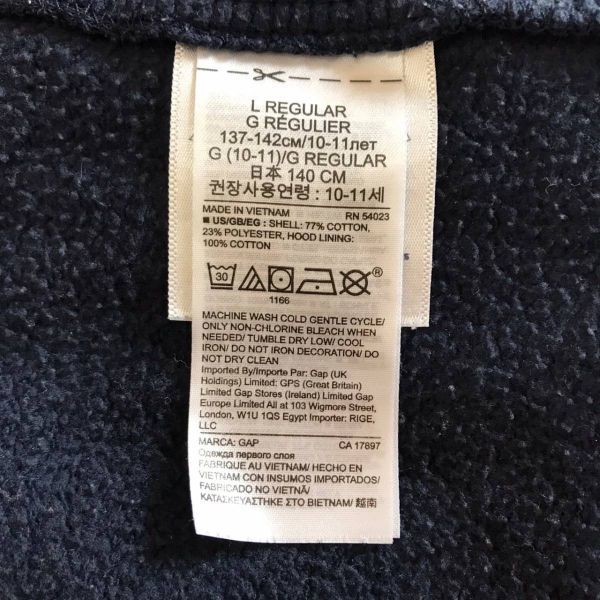 L REGULAR
G RÉGULIER
137-142см/10-11лет
G (10-11)/G REGULAR
日本 140 CM
권장사용연령 : 10-11세
MADE IN VIETNAM RN 54023
■ US/GB/EG : SHELL: 77% COTTON,
23% POLYESTER, HOOD LINING:
100% COTTON
30
®
1166
MACHINE WASH COLD GENTLE CYCLE/
ONLY NON-CHLORINE BLEACH WHEN
NEEDED/ TUMBLE DRY LOW/ COOL
IRON/ DO NOT IRON DECORATION/ DO
NOT DRY CLEAN
Imported By/Importe Par: Gap (UK
Holdings) Limited: GPS (Great Britain)
Limited Gap Stores (Ireland) Limited Gap
Europe Limited All at 103 Wigmore Street,
London, W1U 1QS Egypt Importer: RIGE,
LLC
MARCA: GAP CA 17897
Одежда первого слоя
FABRIQUE AU VIETNAM/ HECHO EN
VIETNAM CON INSUMOS IMPORTADOS/
FABRICADO NO VIETNÃ/
ΚΑΤΑΣΚΕΥΑΣΤΗΚΕ ΣΤΟ ΒΙΕΤΝΑΜ/ 越南